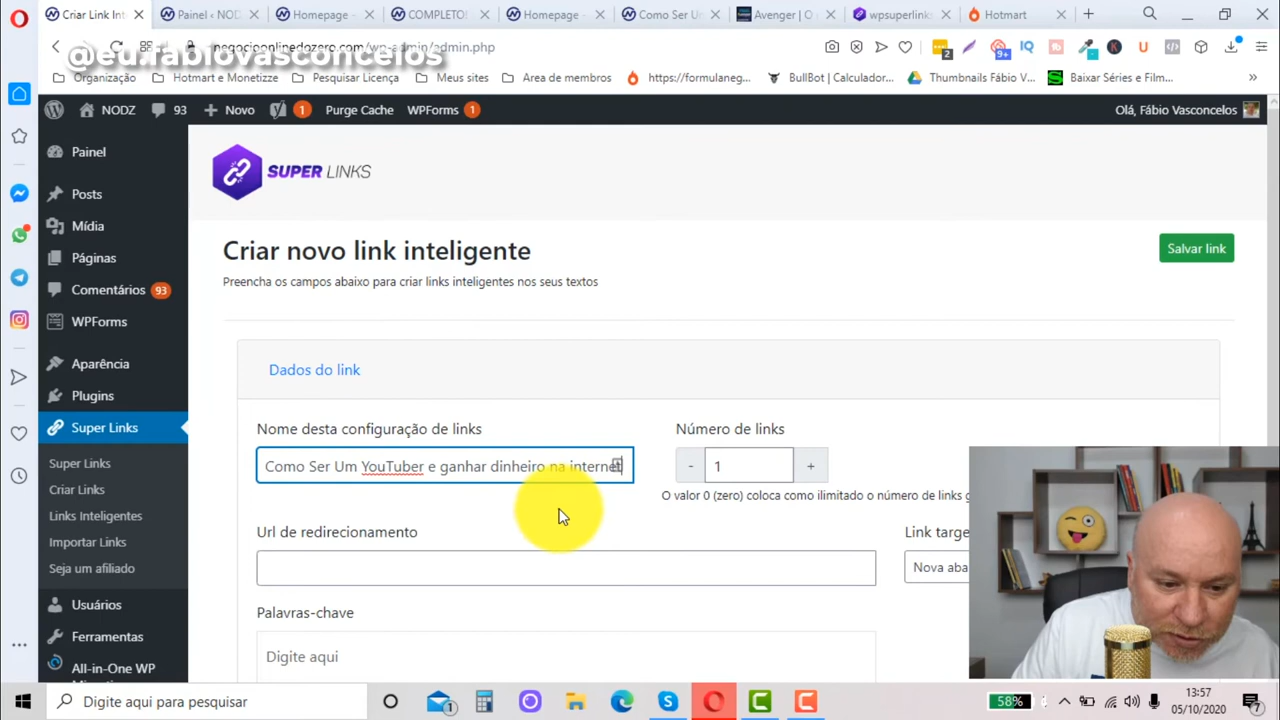 Criar Link Int
Painel ‹ NOD
Homepage -
COMPLETO
Homepage -
Como Ser U
Avenger | O
wpsuperlinks
Hotmart
negocioonlinedozero.com/wp-admin/admin.php
@ed.fabiovasconcelos
Organização
Hotmart e Monetizze
Pesquisar Licença
Meus sites
Area de membros
https://formulaneg...
BullBot | Calculador...
Thumbnails Fábio V...
Baixar Séries e Film...
NODZ
93
Novo
1
Purge Cache
WPForms 1
Olá, Fábio Vasconcelos
Painel
Posts
Mídia
Páginas
Comentários 93
WPForms
Aparência
Plugins
Super Links
Super Links
Criar Links
Links Inteligentes
Importar Links
Seja um afiliado
Usuários
Ferramentas
All-in-One WP
SUPER LINKS
Criar novo link inteligente
Salvar link
Preencha os campos abaixo para criar links inteligentes nos seus textos
Dados do link
Nome desta configuração de links
Número de links
Como Ser Um YouTuber e ganhar dinheiro na internet
- 1 +
O valor 0 (zero) coloca como ilimitado o número de links
Url de redirecionamento
Link targe
Nova aba
Palavras-chave
Digite aqui
Digite aqui para pesquisar
58%
13:57
05/10/2020